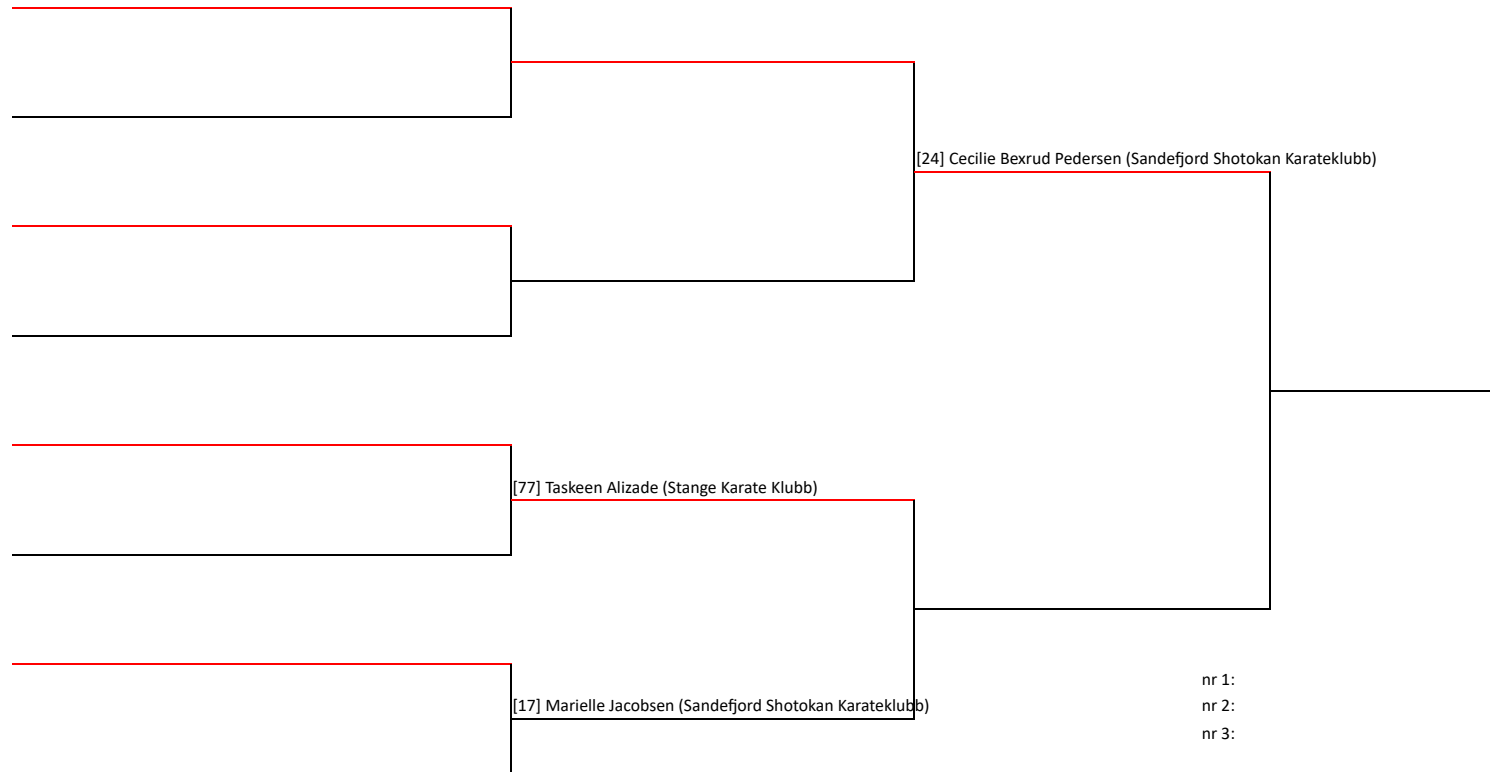 [24] Cecilie Bexrud Pedersen (Sandefjord Shotokan Karateklubb)
[77] Taskeen Alizade (Stange Karate Klubb)
[17] Marielle Jacobsen (Sandefjord Shotokan Karateklubb)
nr 1:
nr 2:
nr 3: